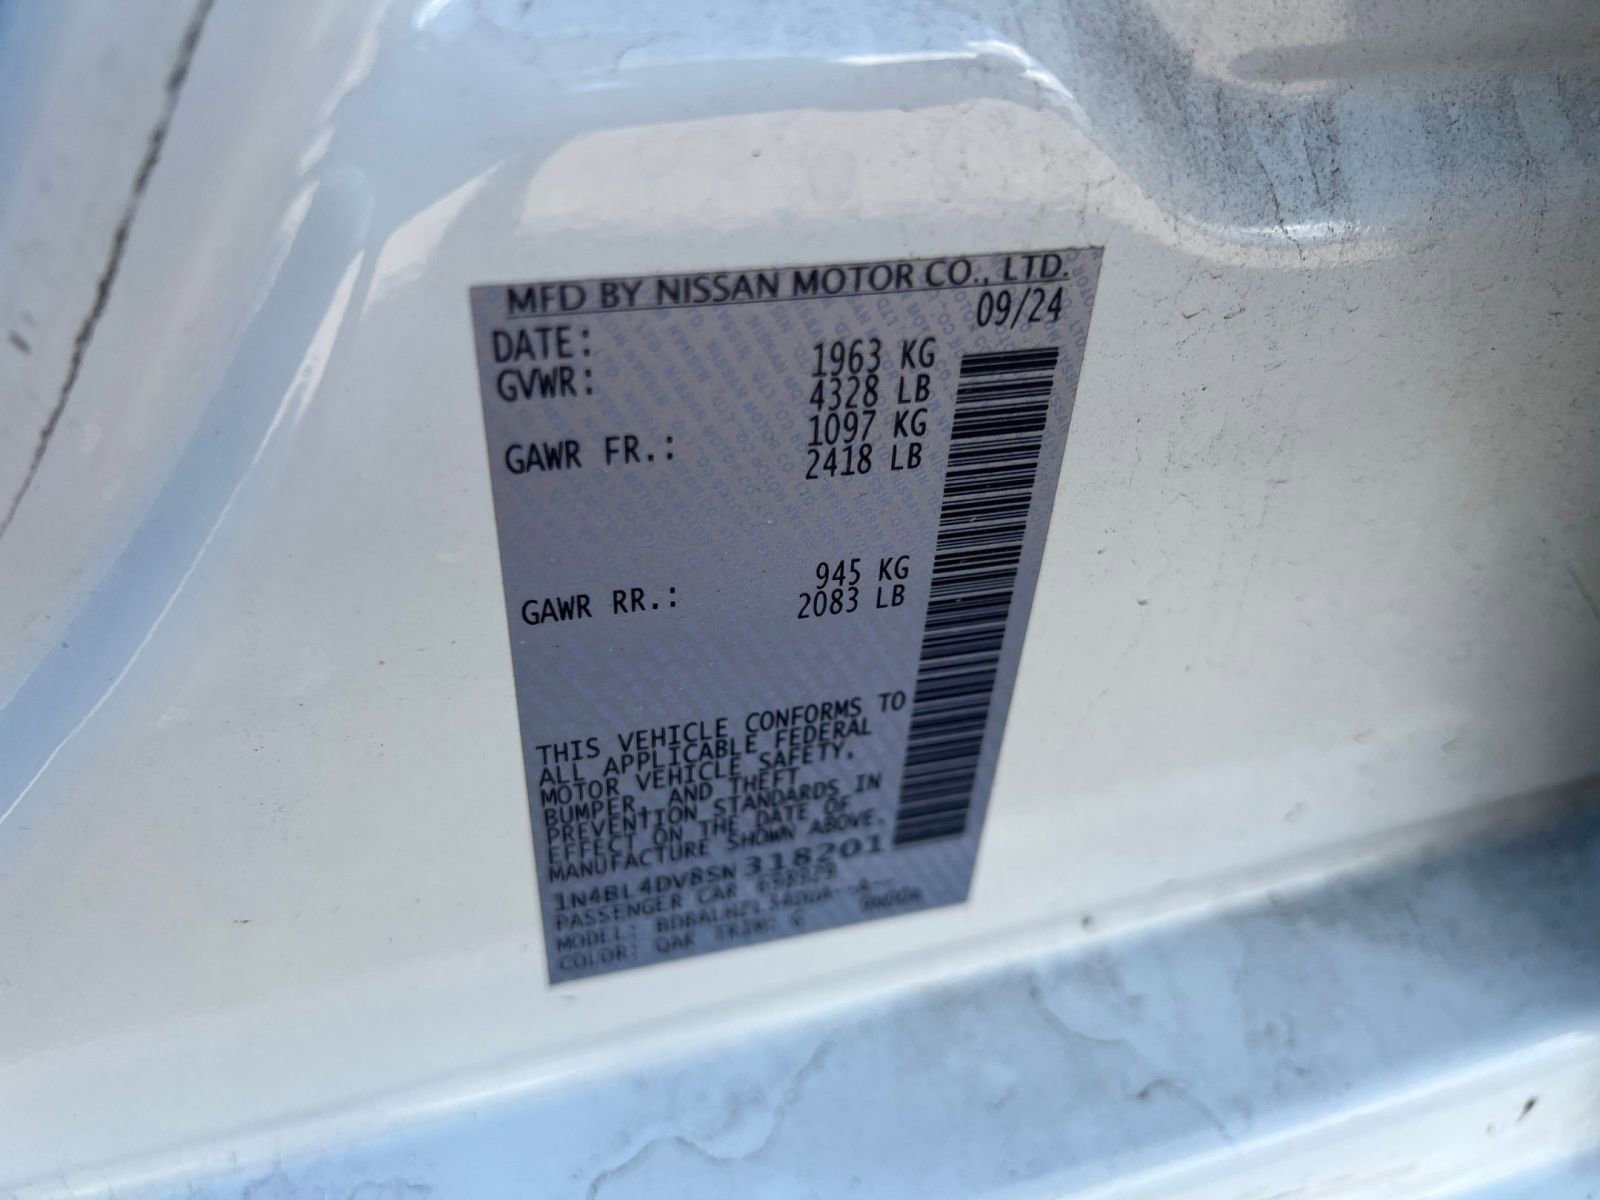 MFD BY NISSAN MOTOR CO., LTD.
DATE: 09/24
GVWR: 1963 KG
4328 LB
GAWR FR.: 1097 KG
2418 LB
GAWR RR.: 945 KG
2083 LB
THIS VEHICLE CONFORMS TO
ALL APPLICABLE FEDERAL
MOTOR VEHICLE SAFETY,
BUMPER, AND THEFT
PREVENTION STANDARDS IN
EFFECT ON THE DATE OF
MANUFACTURE SHOWN ABOVE.
1N4BL4DV8SN318201
PASSENGER CAR
MODEL:
COLOR: QAK TRIM: G